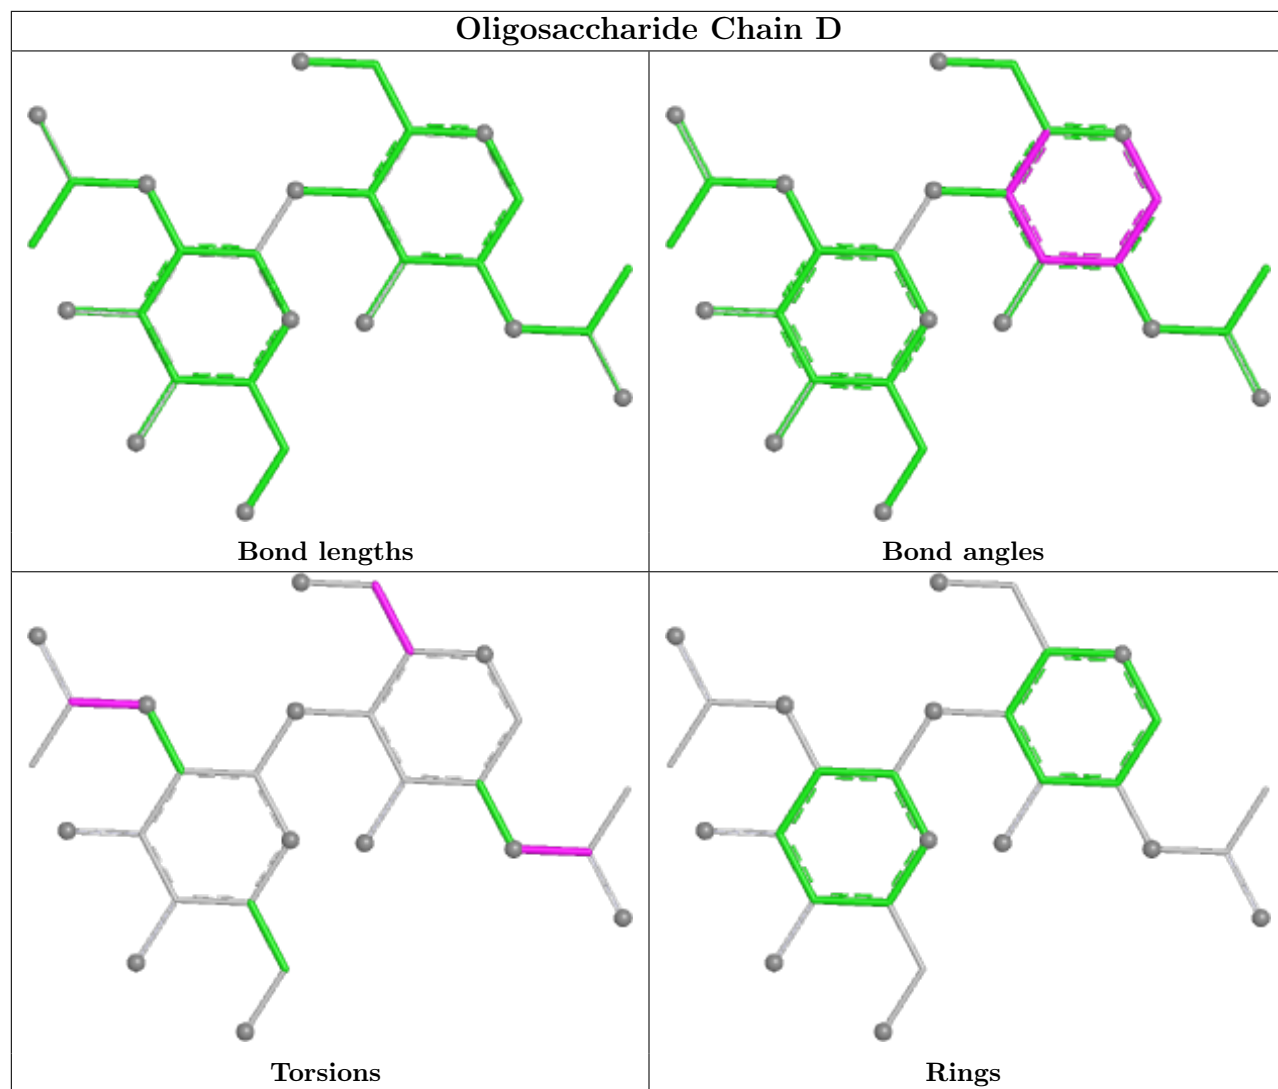 Oligosaccharide Chain D
Bond lengths
Bond angles
Torsions
Rings